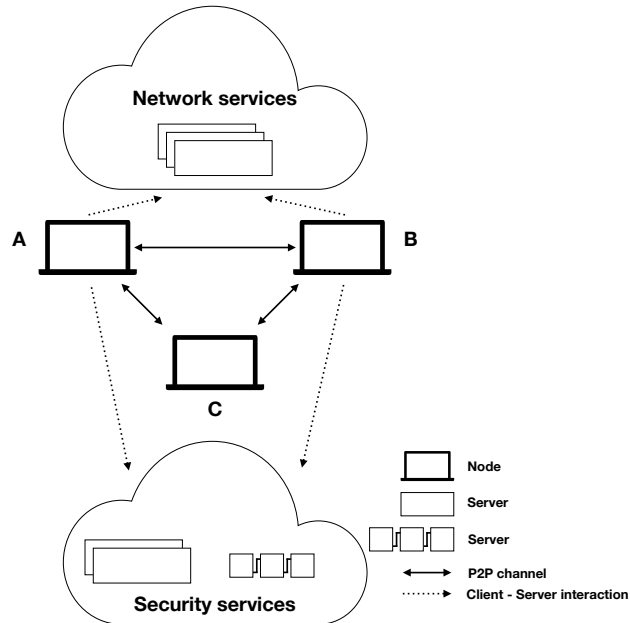 Network services
A
B
C
Node
Server
Server
P2P channel
Client - Server interaction
Security services